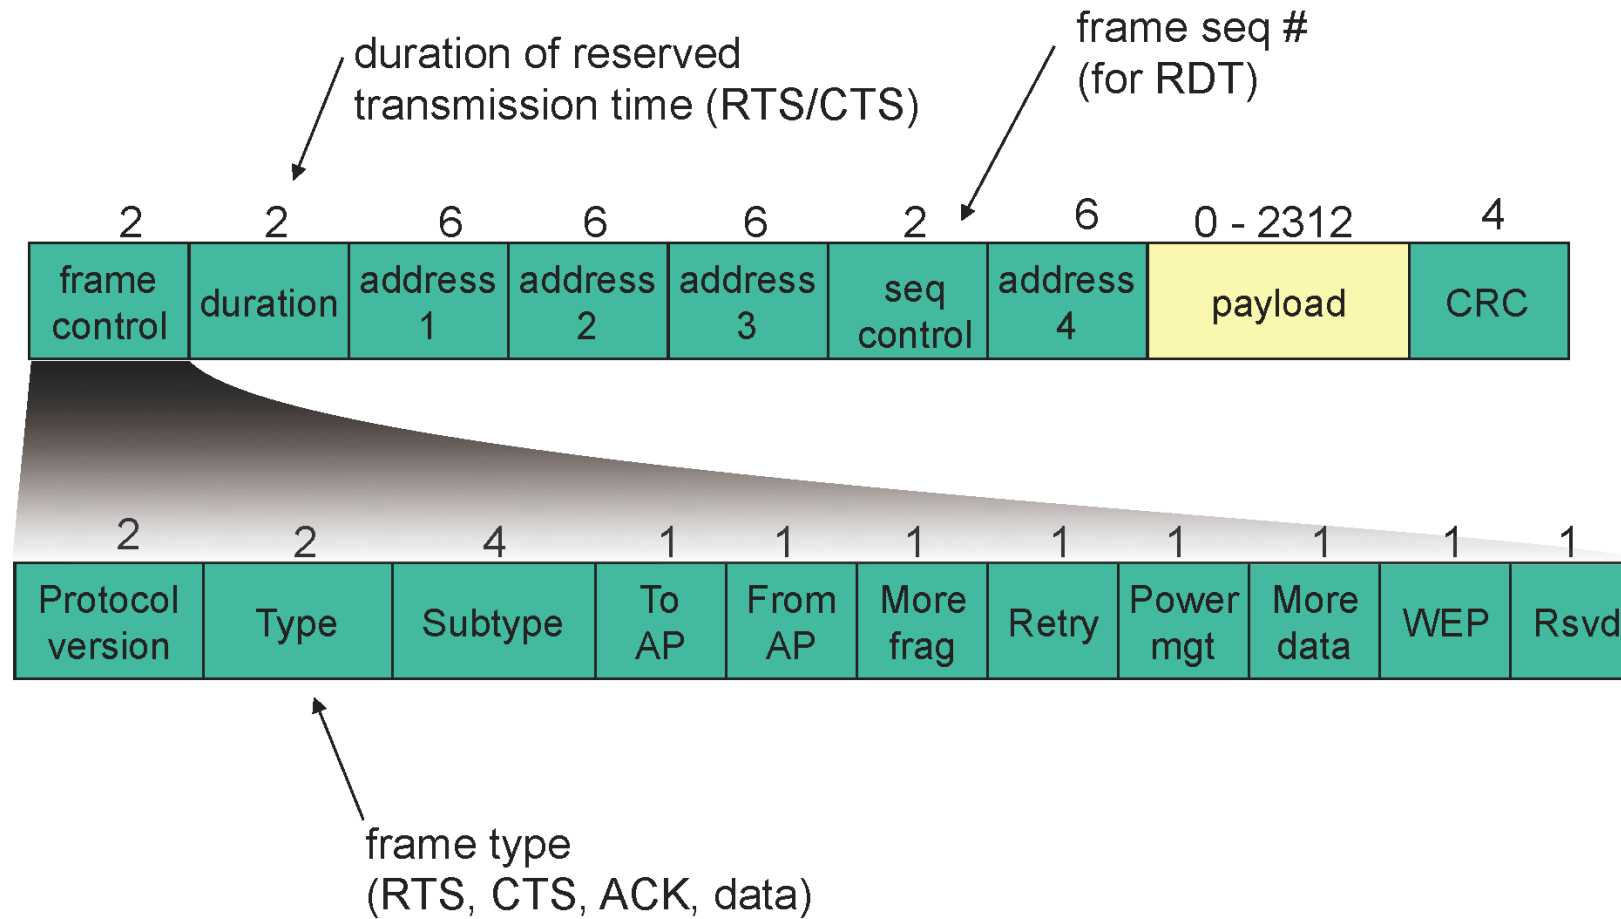 duration of reserved
transmission time (RTS/CTS)
frame seq #
(for RDT)
2 2 6 6 6 2 6 0 - 2312 4
frame
control
duration
address
1
address
2
address
3
seq
control
address
4
payload
CRC
2 2 4 1 1 1 1 1 1 1 1
Protocol
version
Type
Subtype
To
AP
From
AP
More
frag
Retry
Power
mgt
More
data
WEP
Rsvd
frame type
(RTS, CTS, ACK, data)